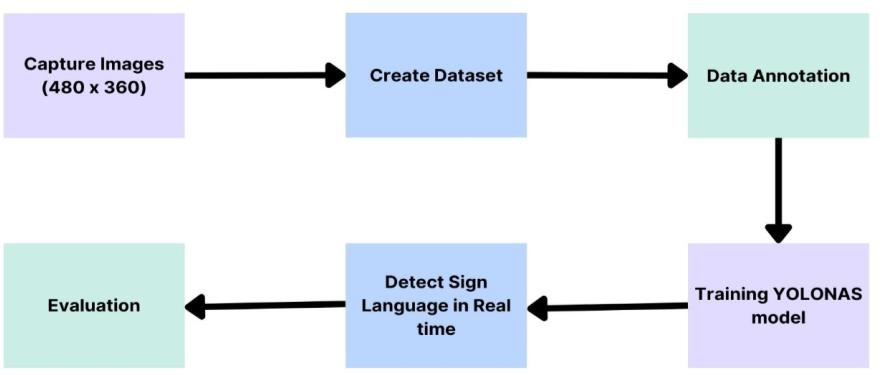 Capture Images
(480 x 360)
Create Dataset
Data Annotation
Training YOLONAS
model
Detect Sign
Language in Real
time
Evaluation